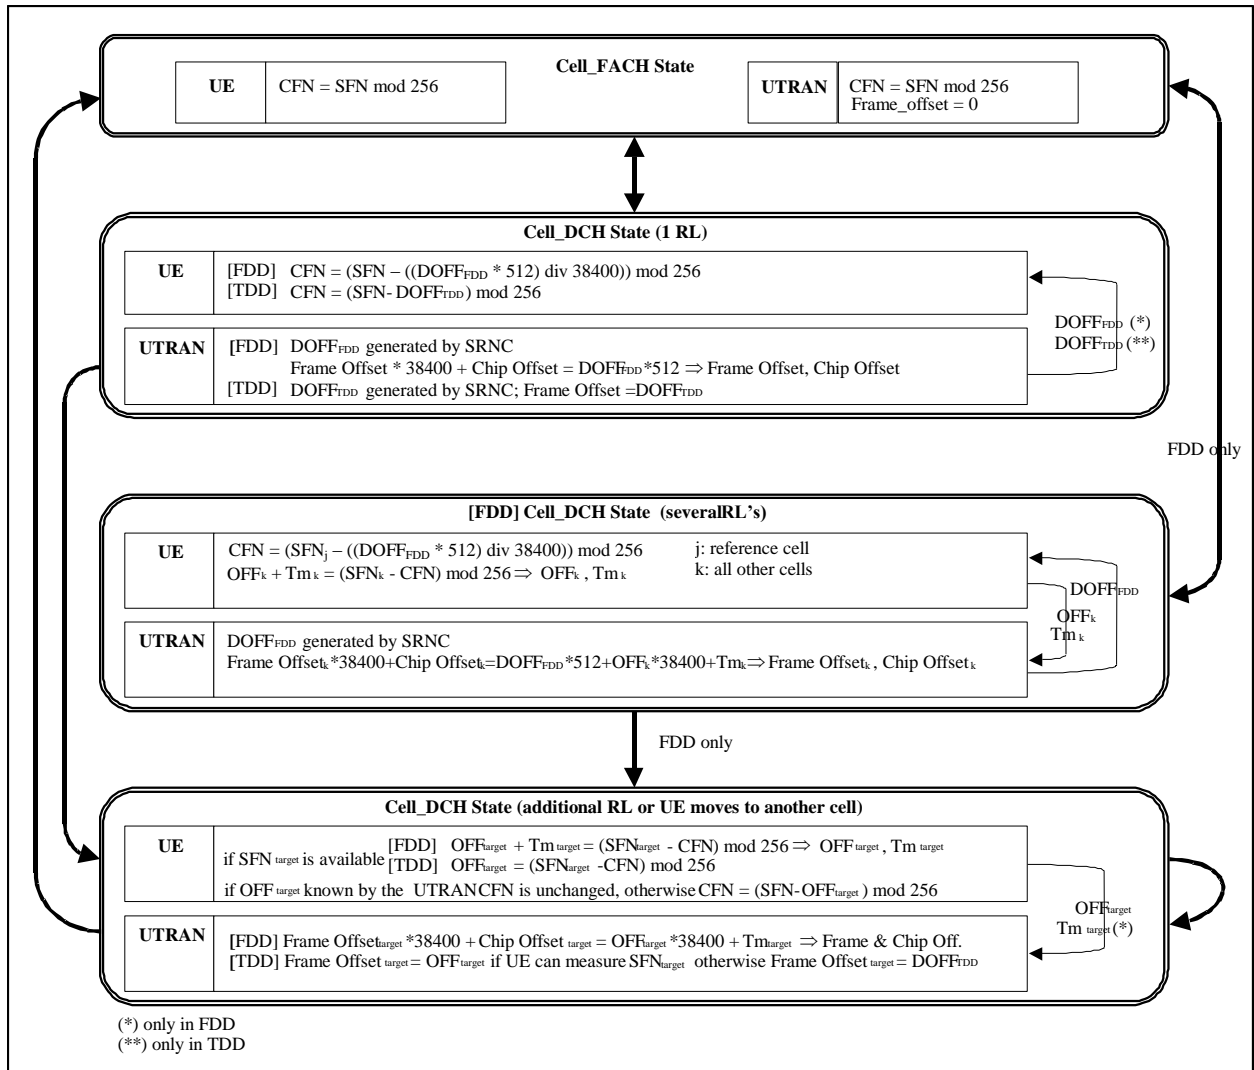 Cell_FACH State
UE CFN = SFN mod 256
UTRAN CFN = SFN mod 256
Frame_offset = 0
Cell_DCH State (1 RL)
UE [FDD] CFN = (SFN – ((DOFFFDD * 512) div 38400)) mod 256
[TDD] CFN = (SFN- DOFFTDD) mod 256
DOFFFDD (*)
DOFFTDD (**)
UTRAN [FDD] DOFFFDD generated by SRNC
Frame Offset * 38400 + Chip Offset = DOFFFDD*512 ⇒ Frame Offset, Chip Offset
[TDD] DOFFTDD generated by SRNC; Frame Offset =DOFFTDD
FDD only
[FDD] Cell_DCH State (severalRL's)
UE CFN = (SFNj – ((DOFFFDD * 512) div 38400)) mod 256 j: reference cell
OFFk + Tmk = (SFNk - CFN) mod 256⇒ OFFk , Tmk k: all other cells
DOFFFDD
OFFk
Tmk
UTRAN DOFFFDD generated by SRNC
Frame Offsetk*38400+Chip Offsetk=DOFFFDD*512+OFFk*38400+Tmk⇒ Frame Offsetk , Chip Offsetk
FDD only
Cell_DCH State (additional RL or UE moves to another cell)
UE if SFN target is available [FDD] OFFtarget + Tm target = (SFNtarget - CFN) mod 256 ⇒ OFF target , Tm target
[TDD] OFFtarget = (SFNtarget -CFN) mod 256
if OFF target known by the UTRAN CFN is unchanged, otherwise CFN = (SFN-OFFtarget ) mod 256
OFFtarget
Tm target (*)
UTRAN [FDD] Frame Offsettarget *38400 + Chip Offset target = OFFtarget *38400 + Tmtarget ⇒ Frame & Chip Off.
[TDD] Frame Offset target = OFF target if UE can measure SFNtarget otherwise Frame Offset target = DOFFTDD
(*) only in FDD
(**) only in TDD